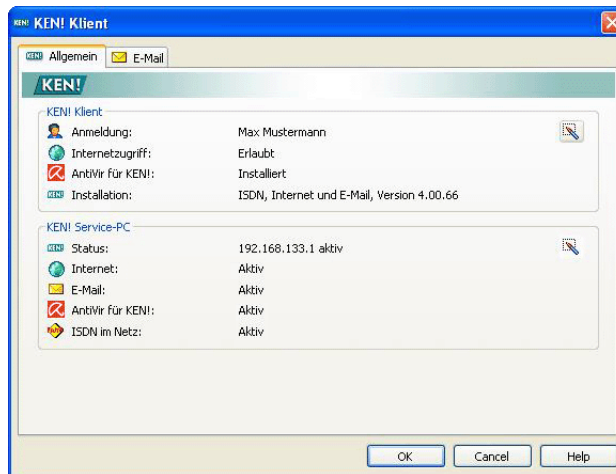 KEN! KEN! Klient
KEN! Allgemein E-Mail
KEN!
KEN! Klient
Anmeldung: Max Mustermann
Internetzugriff: Erlaubt
AntiVir für KEN!: Installiert
KEN! Installation: ISDN, Internet und E-Mail, Version 4.00.66
KEN! Service-PC
KEN! Status: 192.168.133.1 aktiv
Internet: Aktiv
E-Mail: Aktiv
AntiVir für KEN!: Aktiv
ISDN im Netz: Aktiv
OK Cancel Help